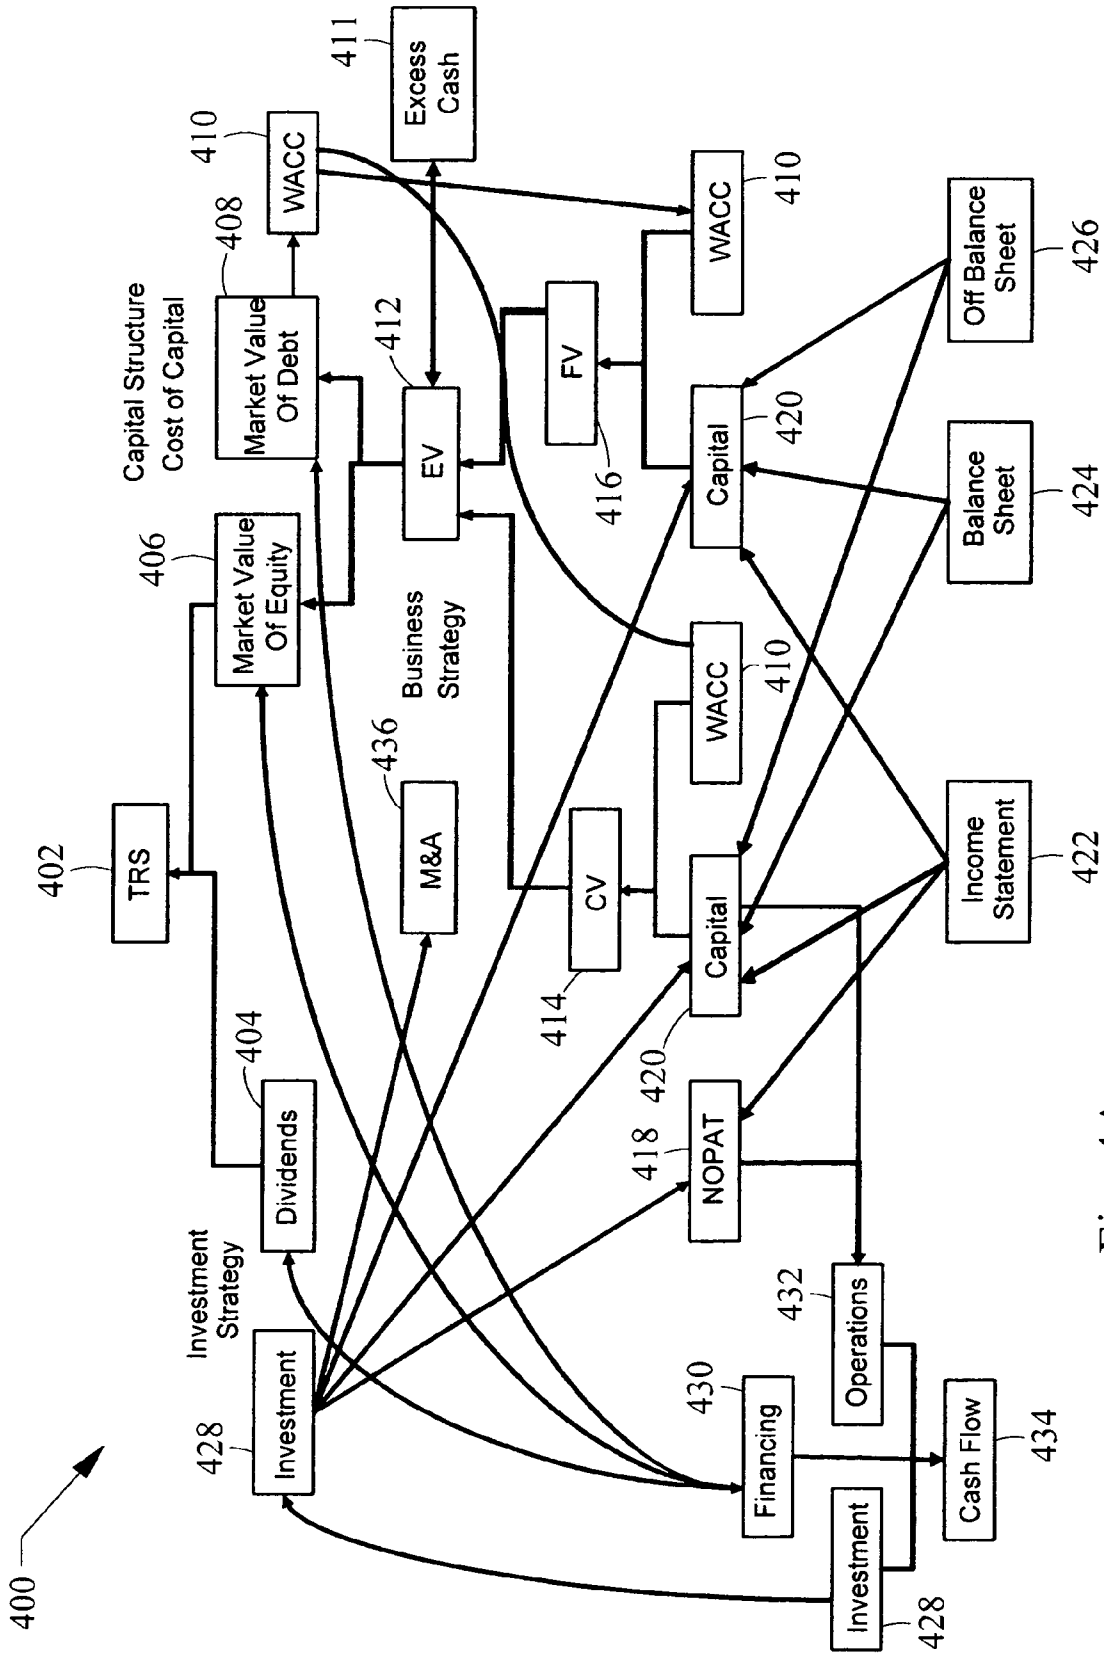 400
402
TRS
Capital Structure
Cost of Capital
406
408
410
Investment
Strategy
404
428
Investment
Dividends
Market Value
Of Equity
Market Value
Of Debt
WACC
411
412
Excess
Cash
436
Business
Strategy
M&A
EV
414
CV
416
FV
418
420
NOPAT
Capital
WACC
410
Capital
420
WACC
410
430
432
Financing
Operations
Investment
428
Cash Flow
434
Income
Statement
422
Balance
Sheet
424
Off Balance
Sheet
426